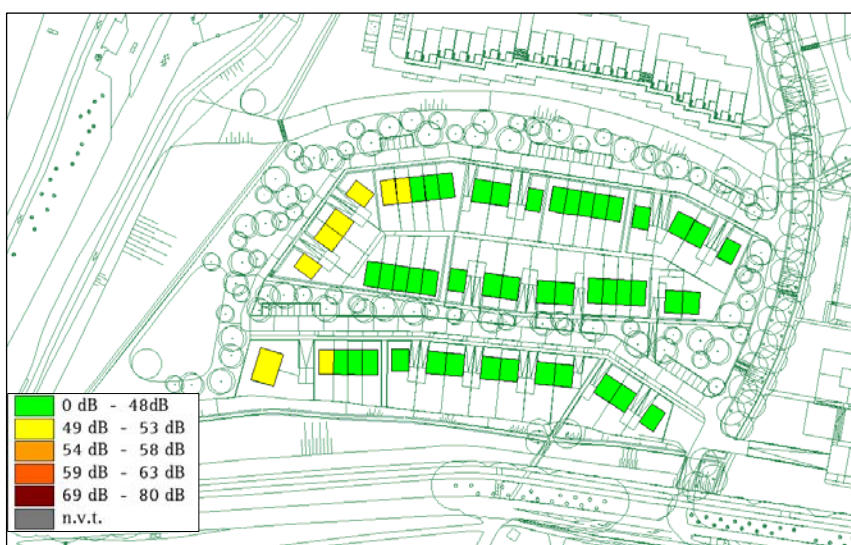 0 dB - 48dB
49 dB - 53 dB
54 dB - 58 dB
59 dB - 63 dB
69 dB - 80 dB
n.v.t.